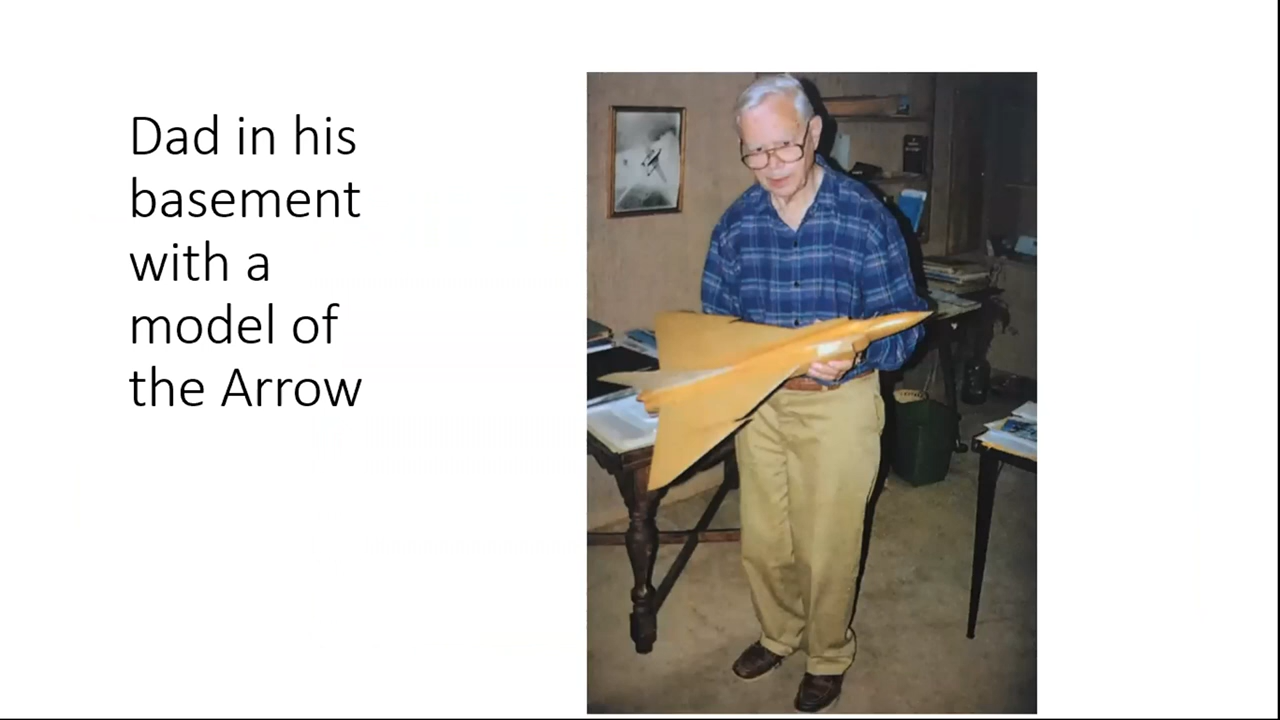 Dad in his
basement
with a
model of
the Arrow